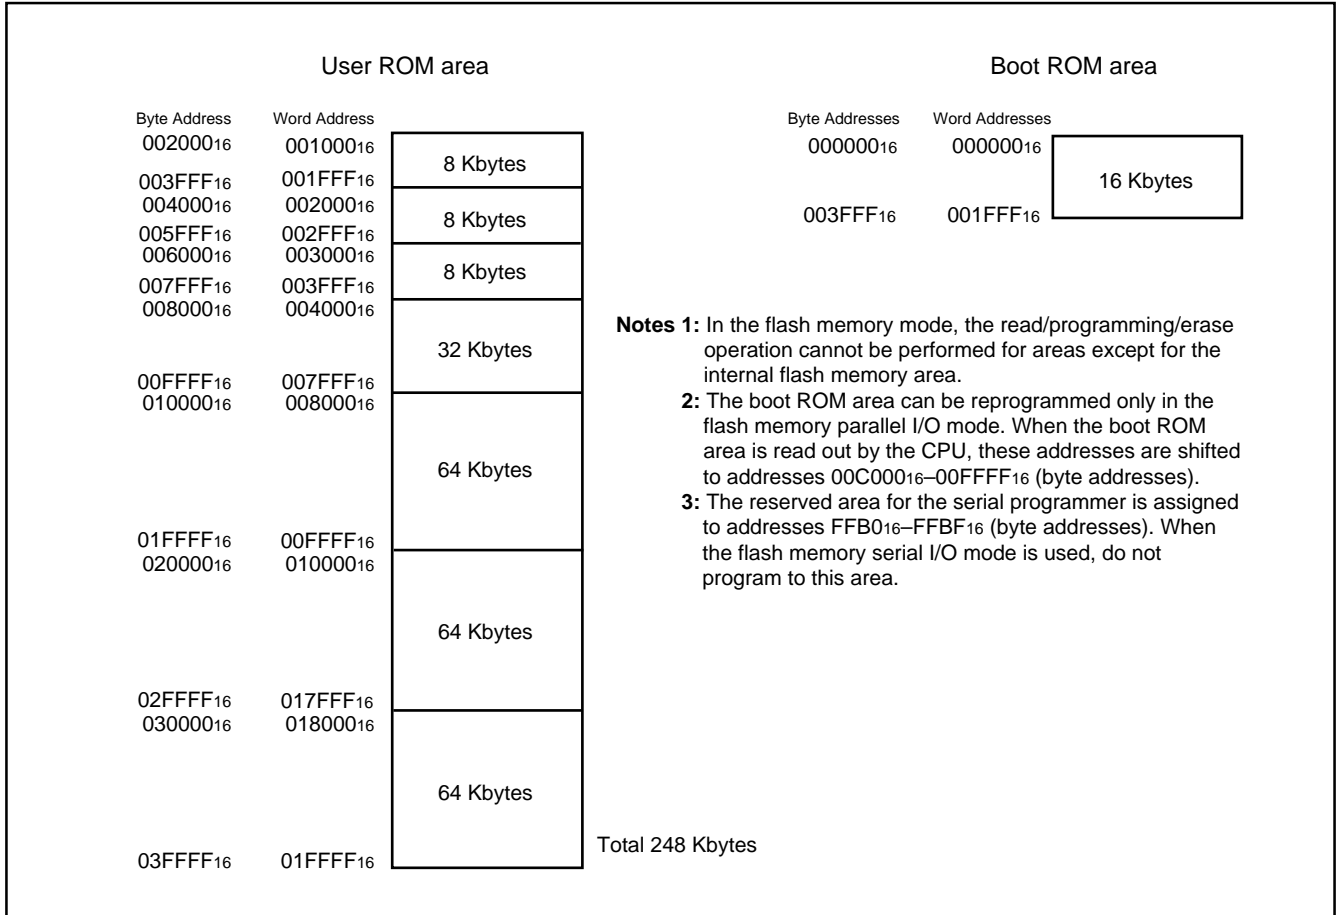 User ROM area
Byte Address Word Address
00200016 00100016
8 Kbytes
003FFF16 001FFF16
00400016 00200016
8 Kbytes
005FFF16 002FFF16
00600016 00300016
8 Kbytes
007FFF16 003FFF16
00800016 00400016
32 Kbytes
00FFFF16 007FFF16
01000016 00800016
64 Kbytes
01FFFF16 00FFFF16
02000016 01000016
64 Kbytes
02FFFF16 017FFF16
03000016 01800016
64 Kbytes
03FFFF16 01FFFF16
Total 248 Kbytes
Boot ROM area
Byte Addresses Word Addresses
00000016 00000016
16 Kbytes
003FFF16 001FFF16
Notes 1: In the flash memory mode, the read/programming/erase
operation cannot be performed for areas except for the
internal flash memory area.
2: The boot ROM area can be reprogrammed only in the
flash memory parallel I/O mode. When the boot ROM
area is read out by the CPU, these addresses are shifted
to addresses 00C00016–00FFFF16 (byte addresses).
3: The reserved area for the serial programmer is assigned
to addresses FFB016–FFBF16 (byte addresses). When
the flash memory serial I/O mode is used, do not
program to this area.